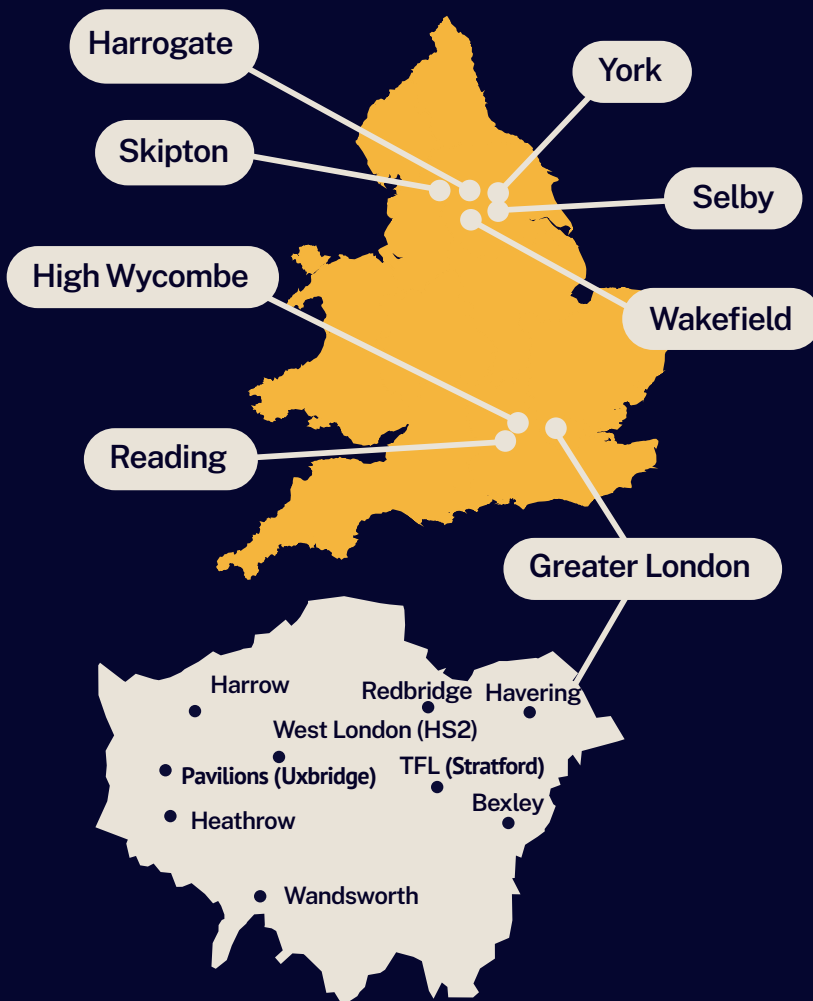 Harrogate
York
Skipton
Selby
High Wycombe
Wakefield
Reading
Greater London
Harrow
Redbridge
Havering
West London (HS2)
TFL (Stratford)
Pavilions (Uxbridge)
Bexley
Heathrow
Wandsworth